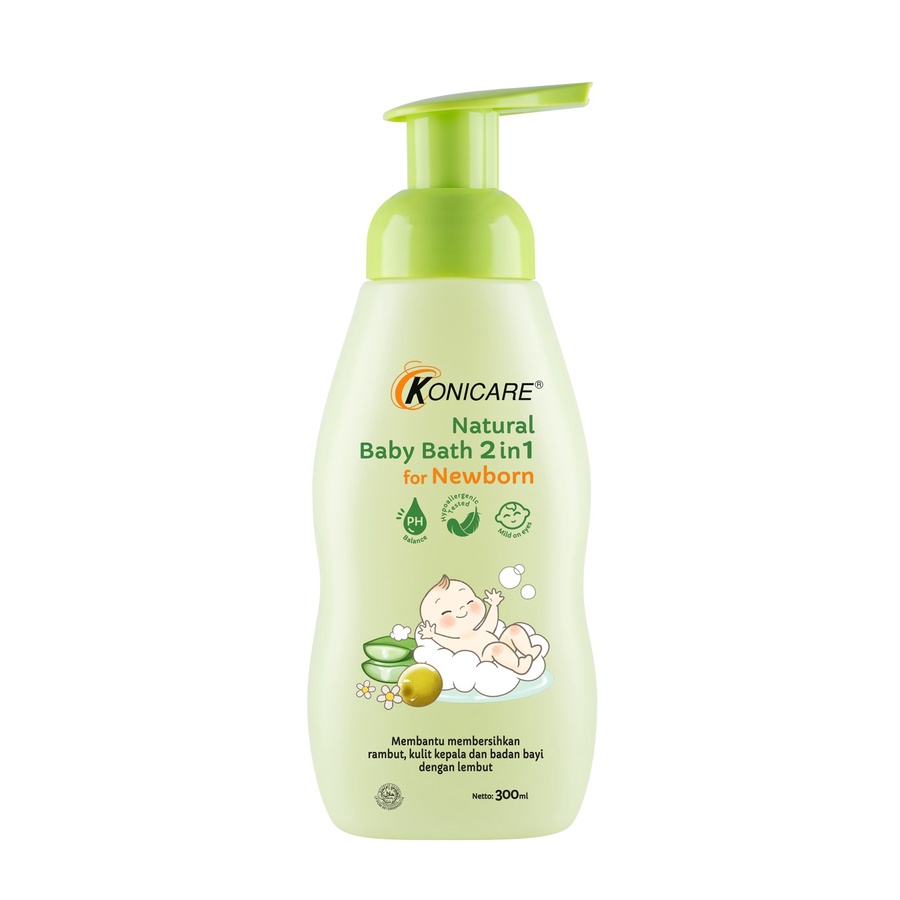 KONICARE®
Natural
Baby Bath 2 in 1
for Newborn
PH
Balance
Hypoallergenic
Tested
Mild on eyes
Membantu membersihkan
rambut, kulit kepala dan badan bayi
dengan lembut
Netto: 300ml